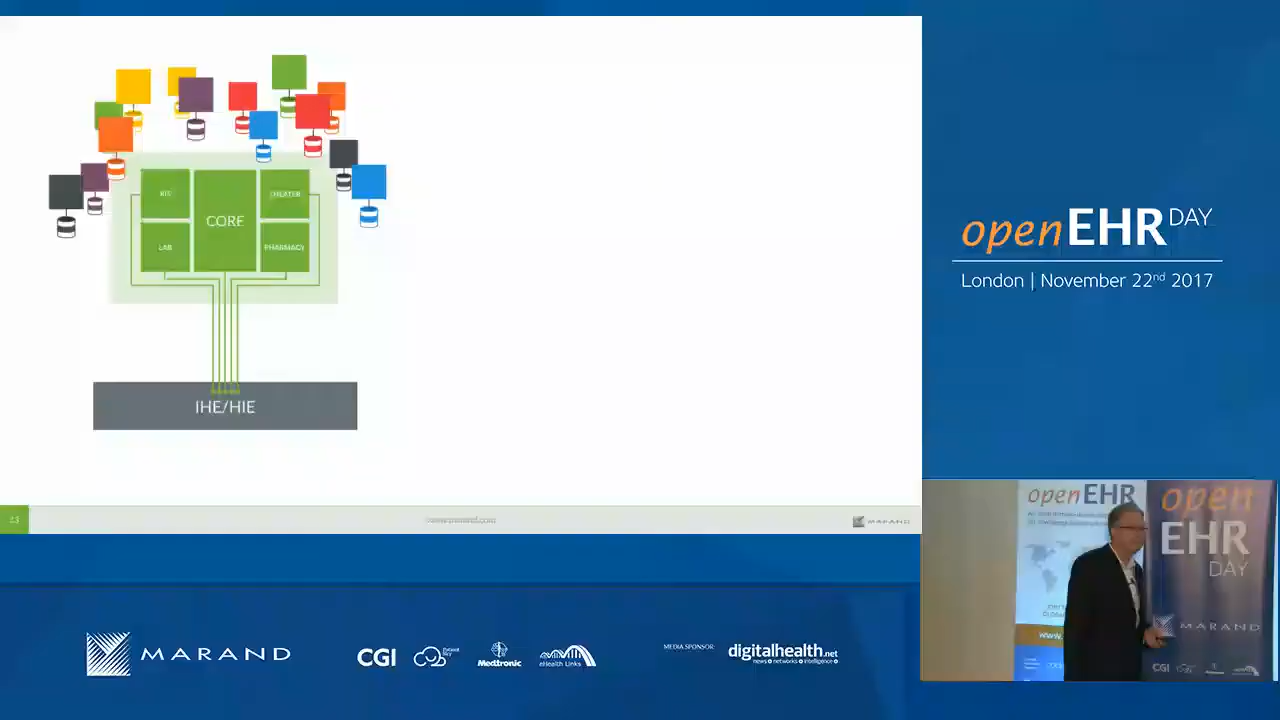 RIS
CORE
THEATER
LAB
PHARMACY
IHE/HIE
MARAND
openEHR DAY
London | November 22nd 2017
MARAND
CGI
Medtronic
eHealth Links
MEDIA SPONSOR:
digitalhealth.net
news networks intelligence
openEHR
www.
open
EHR
DAY
MARAND
CGI